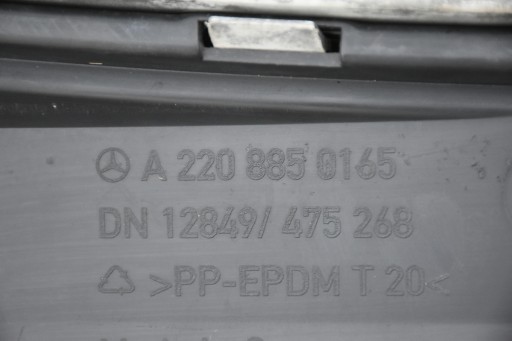 A 220 885 0165
DN 12849/ 475 268
>PP-EPDM T 20<